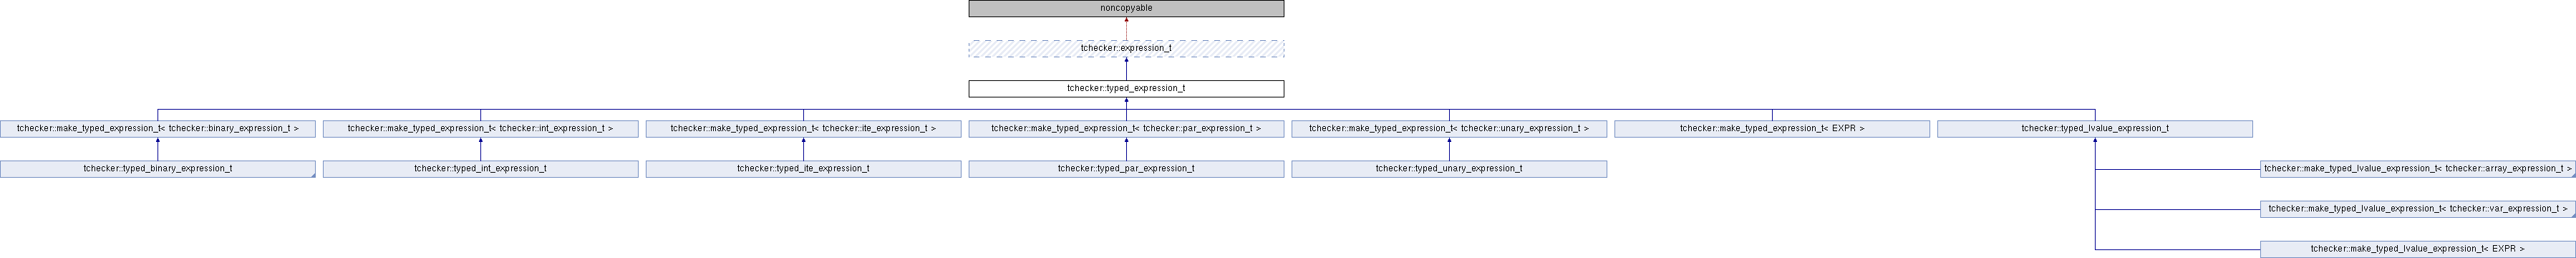 noncopyable
tchecker::expression_t
tchecker::typed_expression_t
tchecker::make_typed_expression_t< tchecker::binary_expression_t >
tchecker::make_typed_expression_t< tchecker::int_expression_t >
tchecker::make_typed_expression_t< tchecker::ite_expression_t >
tchecker::make_typed_expression_t< tchecker::par_expression_t >
tchecker::make_typed_expression_t< tchecker::unary_expression_t >
tchecker::make_typed_expression_t< EXPR >
tchecker::typed_lvalue_expression_t
tchecker::typed_binary_expression_t
tchecker::typed_int_expression_t
tchecker::typed_ite_expression_t
tchecker::typed_par_expression_t
tchecker::typed_unary_expression_t
tchecker::make_typed_lvalue_expression_t< tchecker::array_expression_t >
tchecker::make_typed_lvalue_expression_t< tchecker::var_expression_t >
tchecker::make_typed_lvalue_expression_t< EXPR >